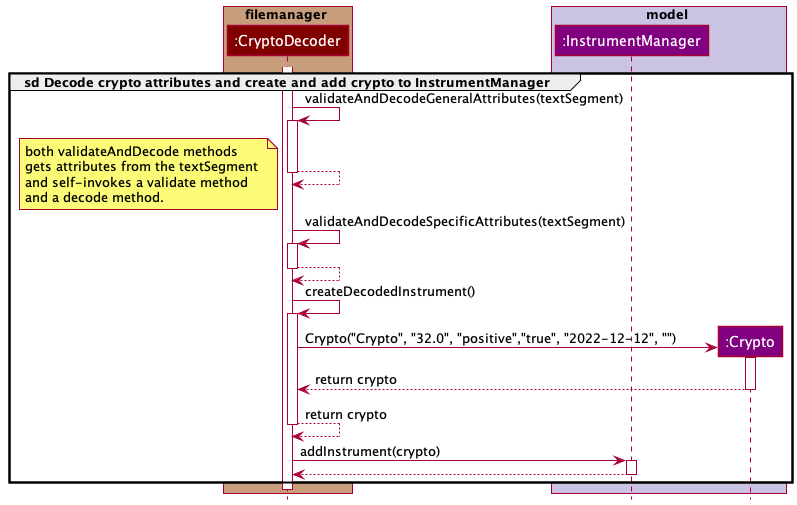 filemanager
model
:CryptoDecoder
:InstrumentManager
sd Decode crypto attributes and create and add crypto to InstrumentManager
validateAndDecodeGeneralAttributes(textSegment)
both validateAndDecode methods
gets attributes from the textSegment
and self-invokes a validate method
and a decode method.
validateAndDecodeSpecificAttributes(textSegment)
createDecodedInstrument()
Crypto("Crypto", "32.0", "positive","true", "2022-12-12", "")
:Crypto
return crypto
return crypto
addInstrument(crypto)